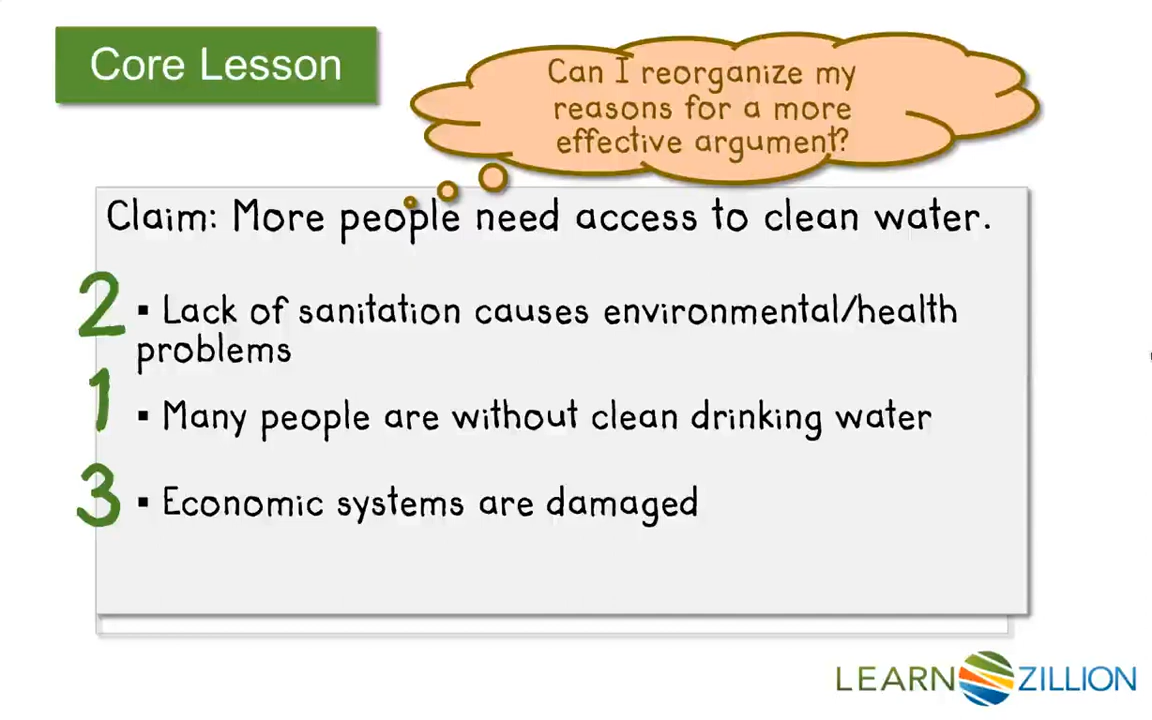 Core Lesson
Can I reorganize my
reasons for a more
effective argument?
Claim: More people need access to clean water.
2 ▪ Lack of sanitation causes environmental/health
problems
1 ▪ Many people are without clean drinking water
3 ▪ Economic systems are damaged
LEARN ZILLION